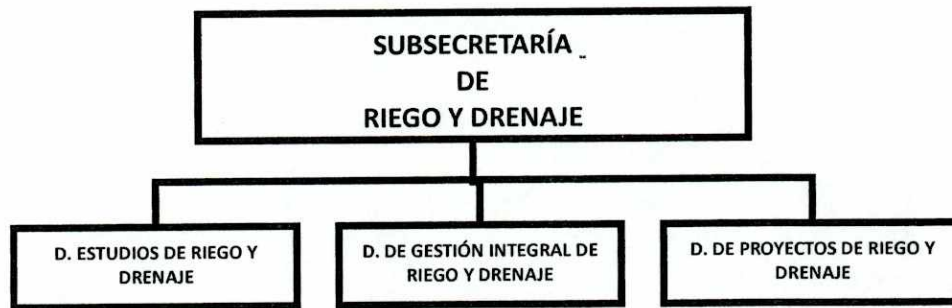 SUBSECRETARÍA
DE
RIEGO Y DRENAJE
D. ESTUDIOS DE RIEGO Y
DRENAJE
D. DE GESTIÓN INTEGRAL DE
RIEGO Y DRENAJE
D. DE PROYECTOS DE RIEGO Y
DRENAJE